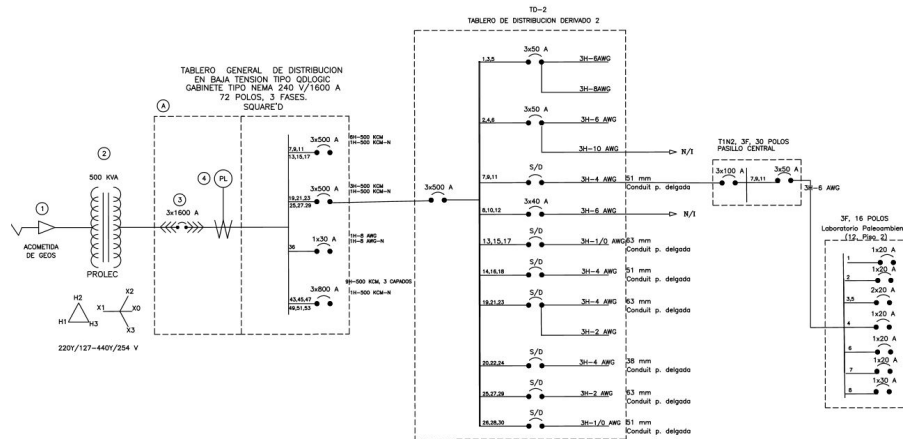 TD-2
TABLERO DE DISTRIBUCION DERIVADO 2
TABLERO GENERAL DE DISTRIBUCION
EN BAJA TENSION TIPO QDLOGIC
GABINETE TIPO NEMA 240 V/1600 A
72 POLOS, 3 FASES.
SQUARE'D
A
1
ACOMETIDA
DE GEOS
2
500 KVA
PROLEC
H2
H1
H3
X2
X1
X0
X3
220Y/127-440Y/254 V
3
3x1600 A
4
PL
7,9,11
13,15,17
3x500 A
6H-500 KCM
1H-500 KCM-N
19,21,23
25,27,29
3x500 A
3H-500 KCM
1H-500 KCM-N
36
1x30 A
1H-8 AWG
1H-8 AWG-N
43,45,47
49,51,53
3x800 A
9H-500 KCM, 3 CAPADOS
1H-500 KCM-N
3x500 A
1,3,5
3x50 A
3H-6AWG
3H-8AWG
2,4,6
3x50 A
3H-6 AWG
3H-10 AWG
N/I
7,9,11
S/D
3H-4 AWG
51 mm
Conduit p. delgada
8,10,12
3x40 A
3H-6 AWG
N/I
13,15,17
S/D
3H-1/0 AWG
63 mm
Conduit p. delgada
14,16,18
S/D
3H-4 AWG
51 mm
Conduit p. delgada
19,21,23
S/D
3H-4 AWG
63 mm
Conduit p. delgada
3H-2 AWG
20,22,24
S/D
3H-4 AWG
38 mm
Conduit p. delgada
25,27,29
S/D
3H-2 AWG
63 mm
Conduit p. delgada
26,28,30
S/D
3H-1/0 AWG
51 mm
Conduit p. delgada
T1N2, 3F, 30 POLOS
PASILLO CENTRAL
3x100 A
7,9,11
3x50 A
3H-6 AWG
3F, 16 POLOS
Laboratorio Paleoambien
(12, Piso 2)
1
1x20 A
2
1x20 A
3,5
2x20 A
4
1x20 A
6
1x20 A
7
1x20 A
8
1x30 A